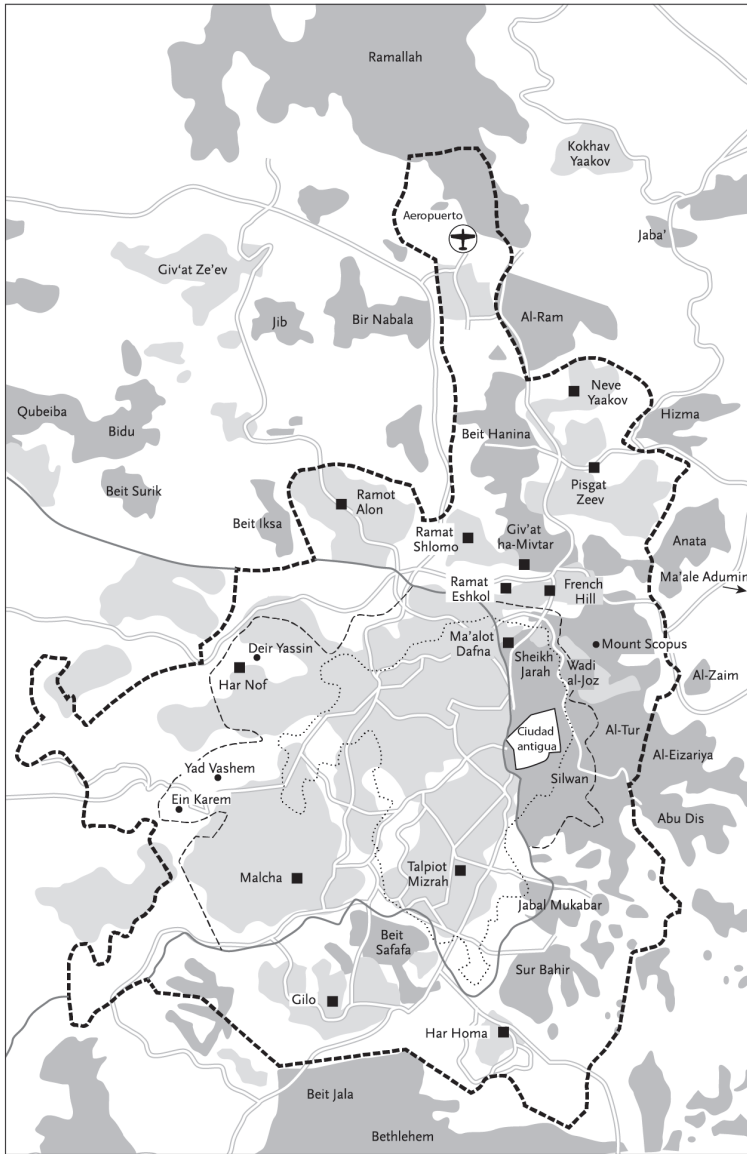 Ramallah
Kokhav
Yaakov
Aeropuerto
Jaba'
Giv'at Ze'ev
Jib
Bir Nabala
Al-Ram
Neve
Yaakov
Qubeiba
Bidu
Hizma
Beit Hanina
Beit Surik
Pisgat
Zeev
Ramot
Alon
Beit Iksa
Ramat
Shlomo
Giv'at
ha-Mivtar
Anata
Ma'ale Adumim
Ramat
Eshkol
French
Hill
Deir Yassin
Ma'alot
Dafna
Mount Scopus
Sheikh
Jarah
Wadi
al-Joz
Har Nof
Al-Zaim
Ciudad
antigua
Al-Tur
Al-Eizariya
Yad Vashem
Silwan
Ein Karem
Abu Dis
Malcha
Talpiot
Mizrah
Jabal Mukabar
Beit
Safafa
Sur Bahir
Gilo
Har Homa
Beit Jala
Bethlehem